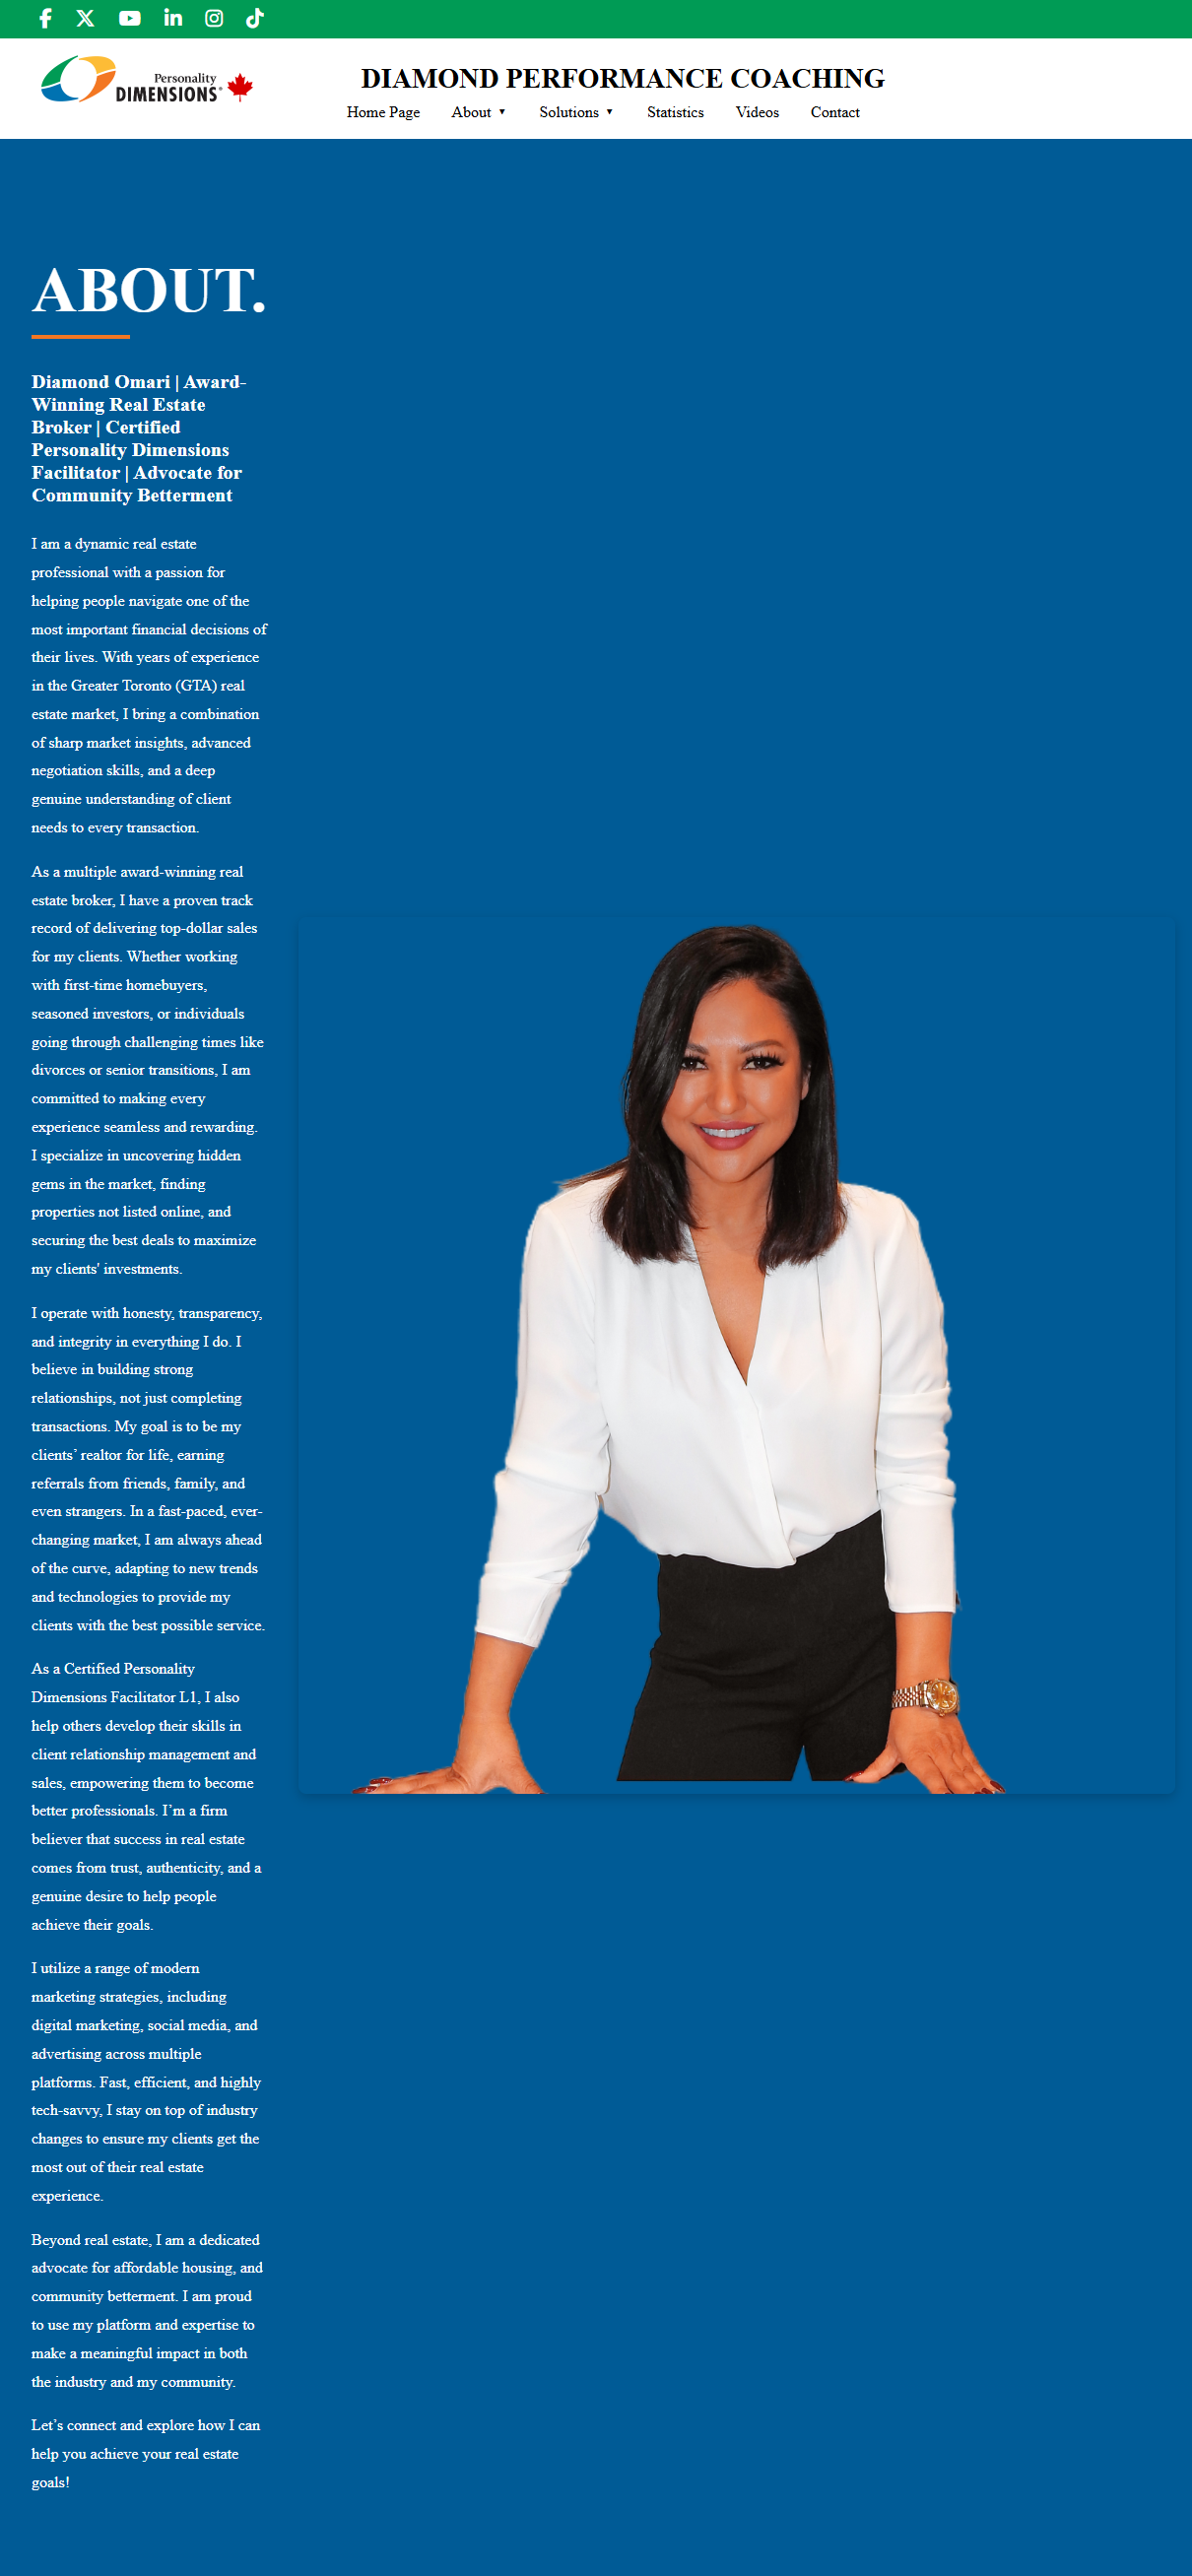 Personality
DIMENSIONS®
DIAMOND PERFORMANCE COACHING
Home Page About ▼ Solutions ▼ Statistics Videos Contact
ABOUT.
Diamond Omari | Award-
Winning Real Estate
Broker | Certified
Personality Dimensions
Facilitator | Advocate for
Community Betterment
I am a dynamic real estate
professional with a passion for
helping people navigate one of the
most important financial decisions of
their lives. With years of experience
in the Greater Toronto (GTA) real
estate market, I bring a combination
of sharp market insights, advanced
negotiation skills, and a deep
genuine understanding of client
needs to every transaction.
As a multiple award-winning real
estate broker, I have a proven track
record of delivering top-dollar sales
for my clients. Whether working
with first-time homebuyers,
seasoned investors, or individuals
going through challenging times like
divorces or senior transitions, I am
committed to making every
experience seamless and rewarding.
I specialize in uncovering hidden
gems in the market, finding
properties not listed online, and
securing the best deals to maximize
my clients' investments.
I operate with honesty, transparency,
and integrity in everything I do. I
believe in building strong
relationships, not just completing
transactions. My goal is to be my
clients’ realtor for life, earning
referrals from friends, family, and
even strangers. In a fast-paced, ever-
changing market, I am always ahead
of the curve, adapting to new trends
and technologies to provide my
clients with the best possible service.
As a Certified Personality
Dimensions Facilitator L1, I also
help others develop their skills in
client relationship management and
sales, empowering them to become
better professionals. I’m a firm
believer that success in real estate
comes from trust, authenticity, and a
genuine desire to help people
achieve their goals.
I utilize a range of modern
marketing strategies, including
digital marketing, social media, and
advertising across multiple
platforms. Fast, efficient, and highly
tech-savvy, I stay on top of industry
changes to ensure my clients get the
most out of their real estate
experience.
Beyond real estate, I am a dedicated
advocate for affordable housing, and
community betterment. I am proud
to use my platform and expertise to
make a meaningful impact in both
the industry and my community.
Let’s connect and explore how I can
help you achieve your real estate
goals!